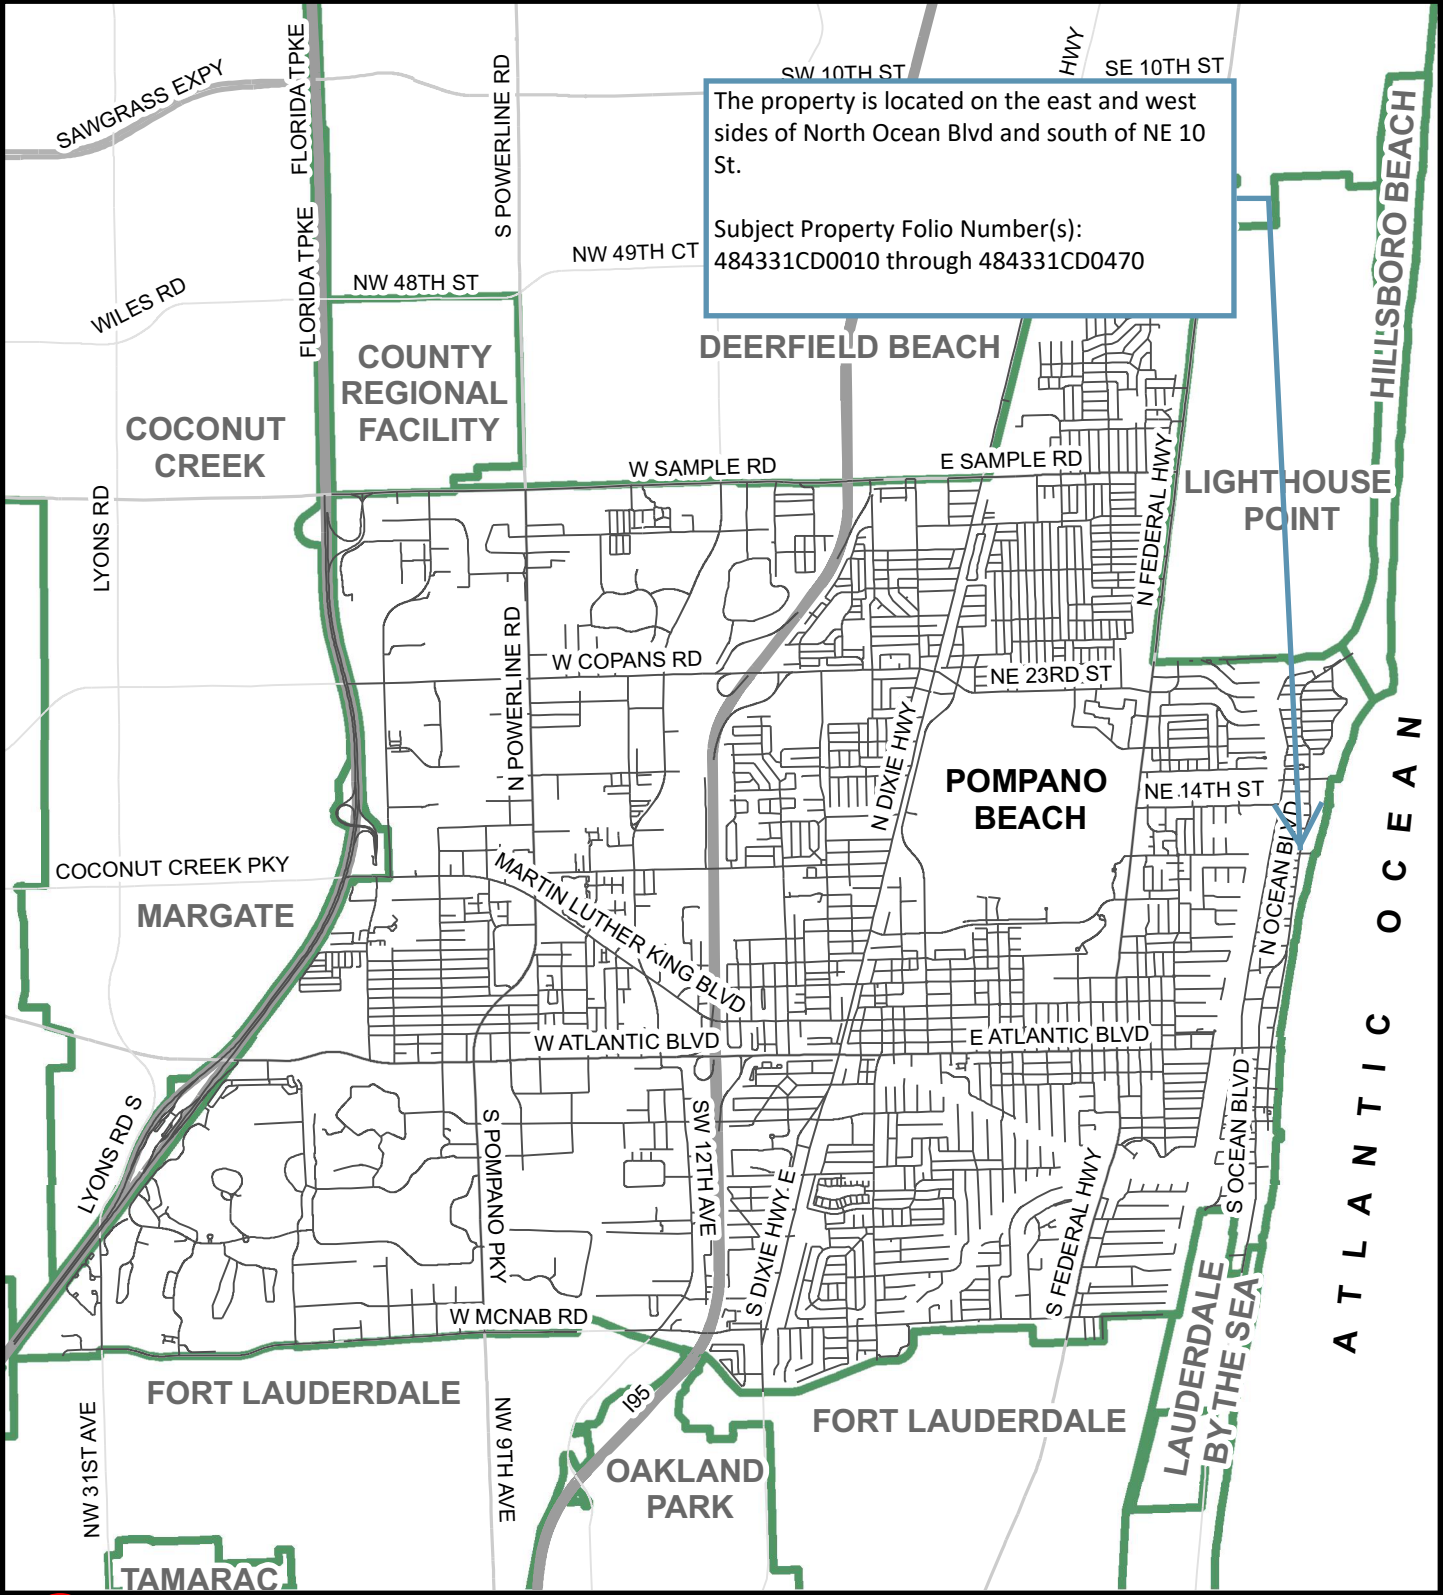 SAWGRASS EXPY
FLORIDA TPKE
S POWERLINE RD
SW 10TH ST
HWY
SE 10TH ST
The property is located on the east and west
sides of North Ocean Blvd and south of NE 10
St.
Subject Property Folio Number(s):
484331CD0010 through 484331CD0470
HILLSBORO BEACH
WILES RD
FLORIDA TPKE
NW 48TH ST
NW 49TH CT
DEERFIELD BEACH
COUNTY
REGIONAL
FACILITY
COCONUT
CREEK
LYONS RD
W SAMPLE RD
E SAMPLE RD
N FEDERAL HWY
LIGHTHOUSE
POINT
N POWERLINE RD
W COPANS RD
NE 23RD ST
N DIXIE HWY
POMPANO
BEACH
NE 14TH ST
N OCEAN BLVD
ATLANTIC OCEAN
COCONUT CREEK PKY
MARGATE
MARTIN LUTHER KING BLVD
W ATLANTIC BLVD
E ATLANTIC BLVD
LYONS RD S
S POMPANO PKY
SW 12TH AVE
S DIXIE HWY E
S FEDERAL HWY
S OCEAN BLVD
W MCNAB RD
LAUDERDALE
BY THE SEA
FORT LAUDERDALE
I95
FORT LAUDERDALE
NW 31ST AVE
NW 9TH AVE
OAKLAND
PARK
TAMARAC